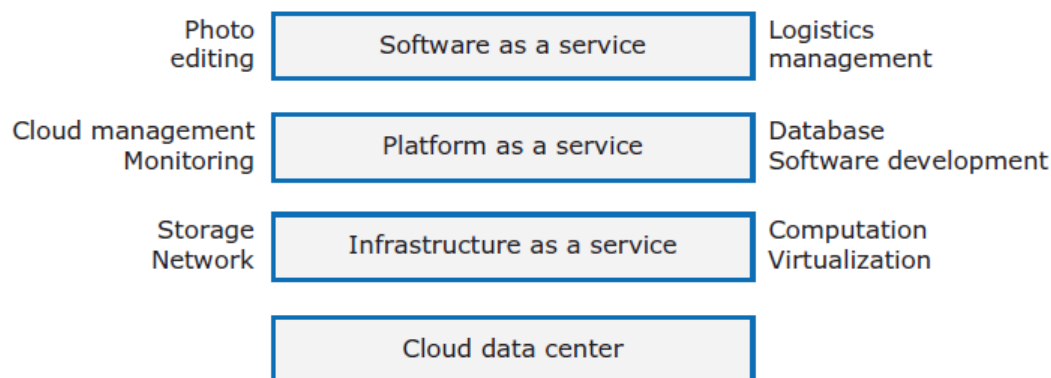 Photo
editing
Software as a service
Logistics
management
Cloud management
Monitoring
Platform as a service
Database
Software development
Storage
Network
Infrastructure as a service
Computation
Virtualization
Cloud data center